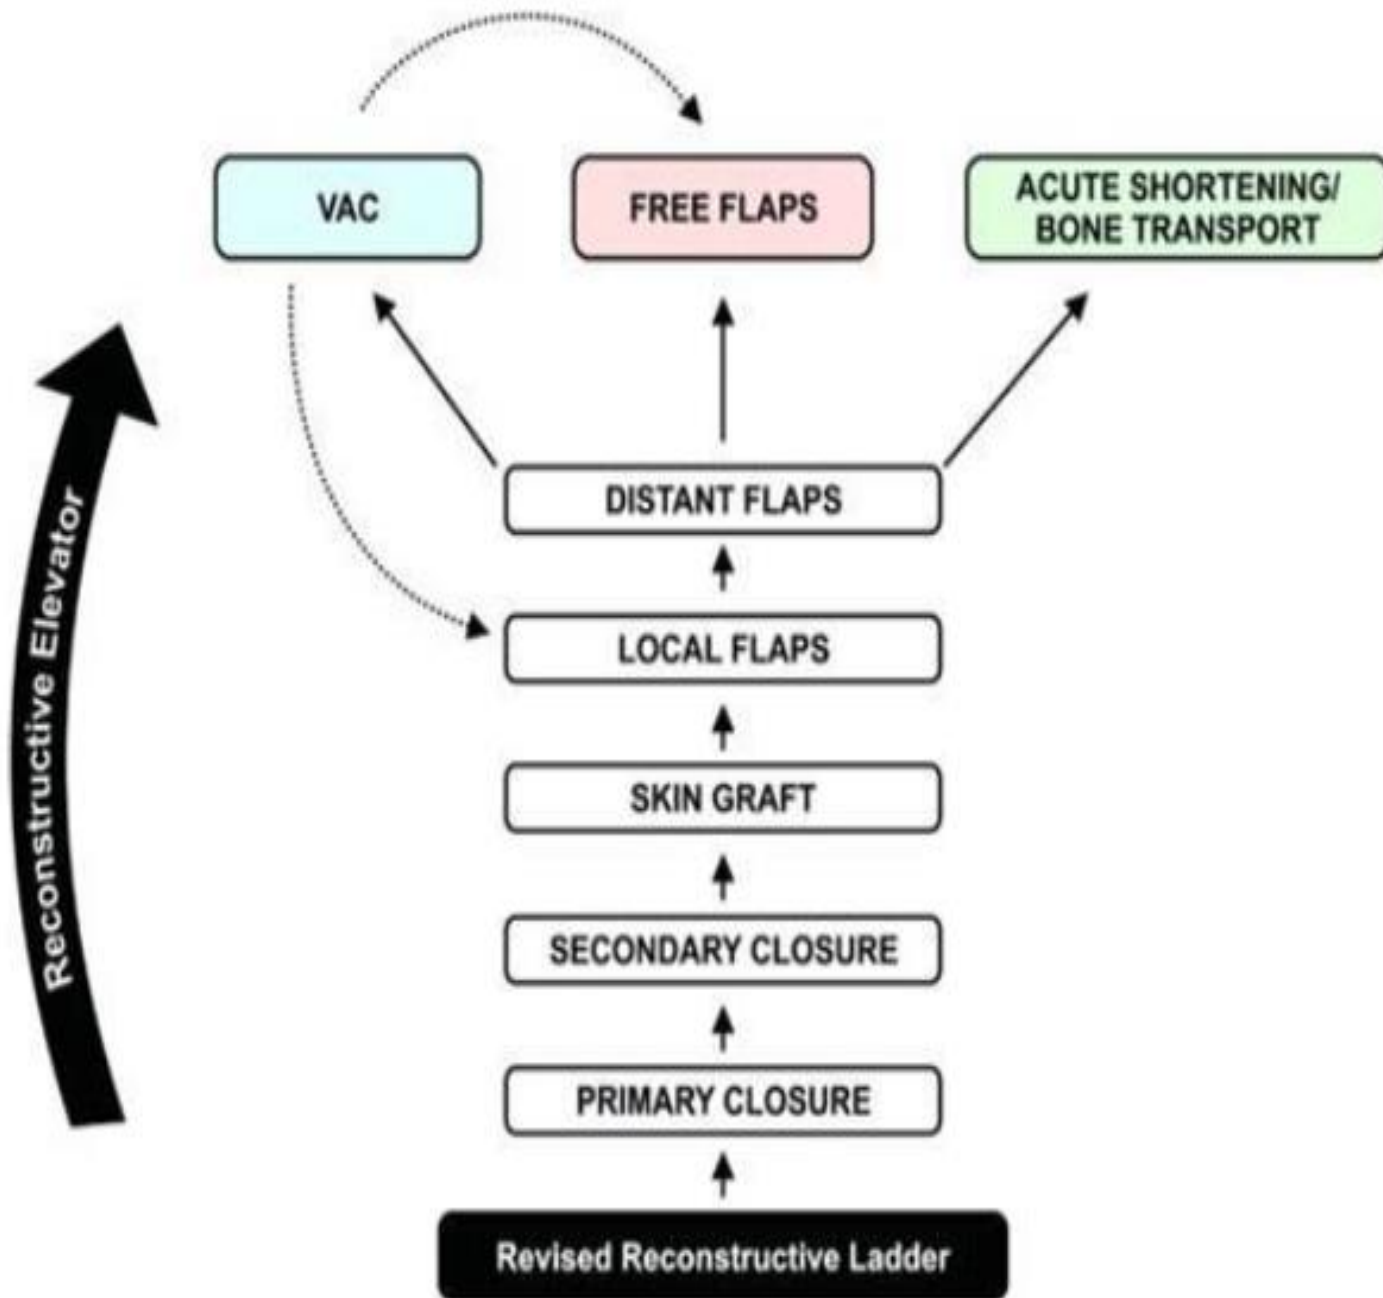 VAC
FREE FLAPS
ACUTE SHORTENING/
BONE TRANSPORT
DISTANT FLAPS
LOCAL FLAPS
SKIN GRAFT
SECONDARY CLOSURE
PRIMARY CLOSURE
Revised Reconstructive Ladder
Reconstructive Elevator